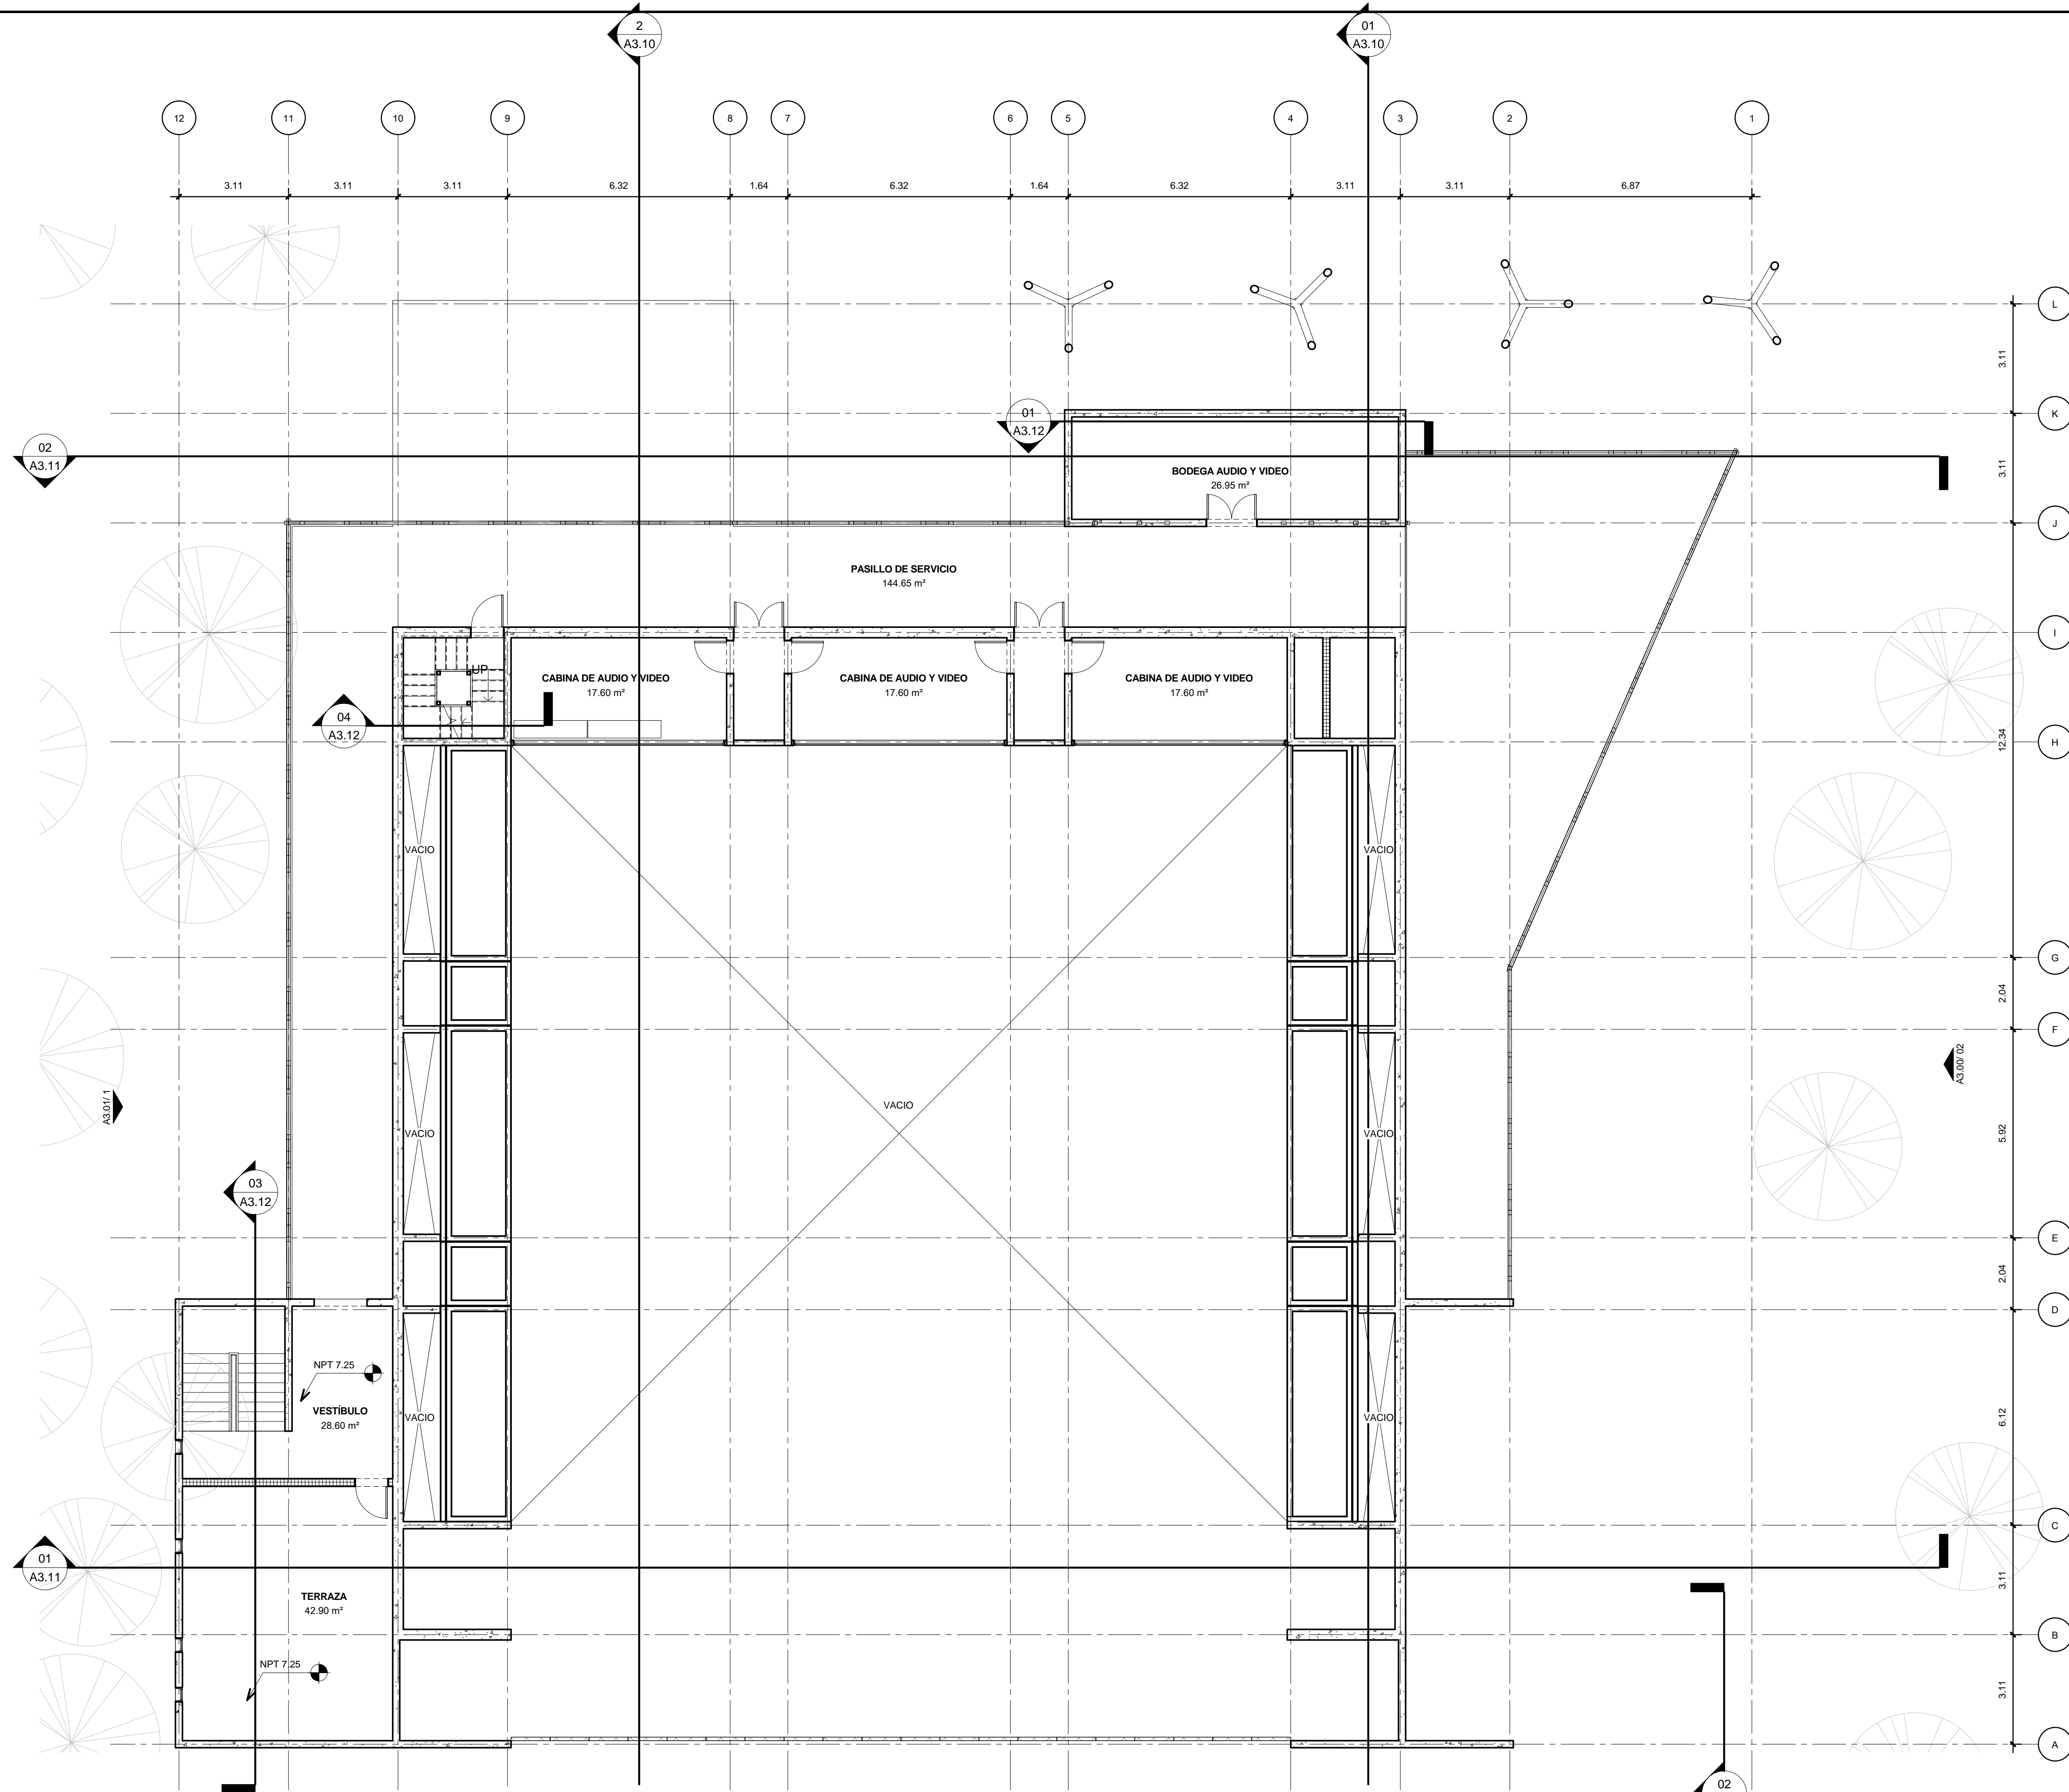 2
A3.10
01
A3.10
12
11
10
9
8
7
6
5
4
3
2
1
3.11
3.11
3.11
6.32
1.64
6.32
1.64
6.32
3.11
3.11
6.87
L
3.11
K
01
A3.12
02
A3.11
BODEGA AUDIO Y VIDEO
26.95 m²
3.11
J
PASILLO DE SERVICIO
144.65 m²
I
UP
CABINA DE AUDIO Y VIDEO
17.60 m²
CABINA DE AUDIO Y VIDEO
17.60 m²
CABINA DE AUDIO Y VIDEO
17.60 m²
04
A3.12
12.34
H
VACIO
VACIO
G
2.04
F
A3.01/ 1
A3.00/ 02
VACIO
VACIO
VACIO
5.92
03
A3.12
E
2.04
D
NPT 7.25
VESTÍBULO
28.60 m²
VACIO
VACIO
6.12
C
01
A3.11
TERRAZA
42.90 m²
3.11
B
NPT 7.25
3.11
A
02